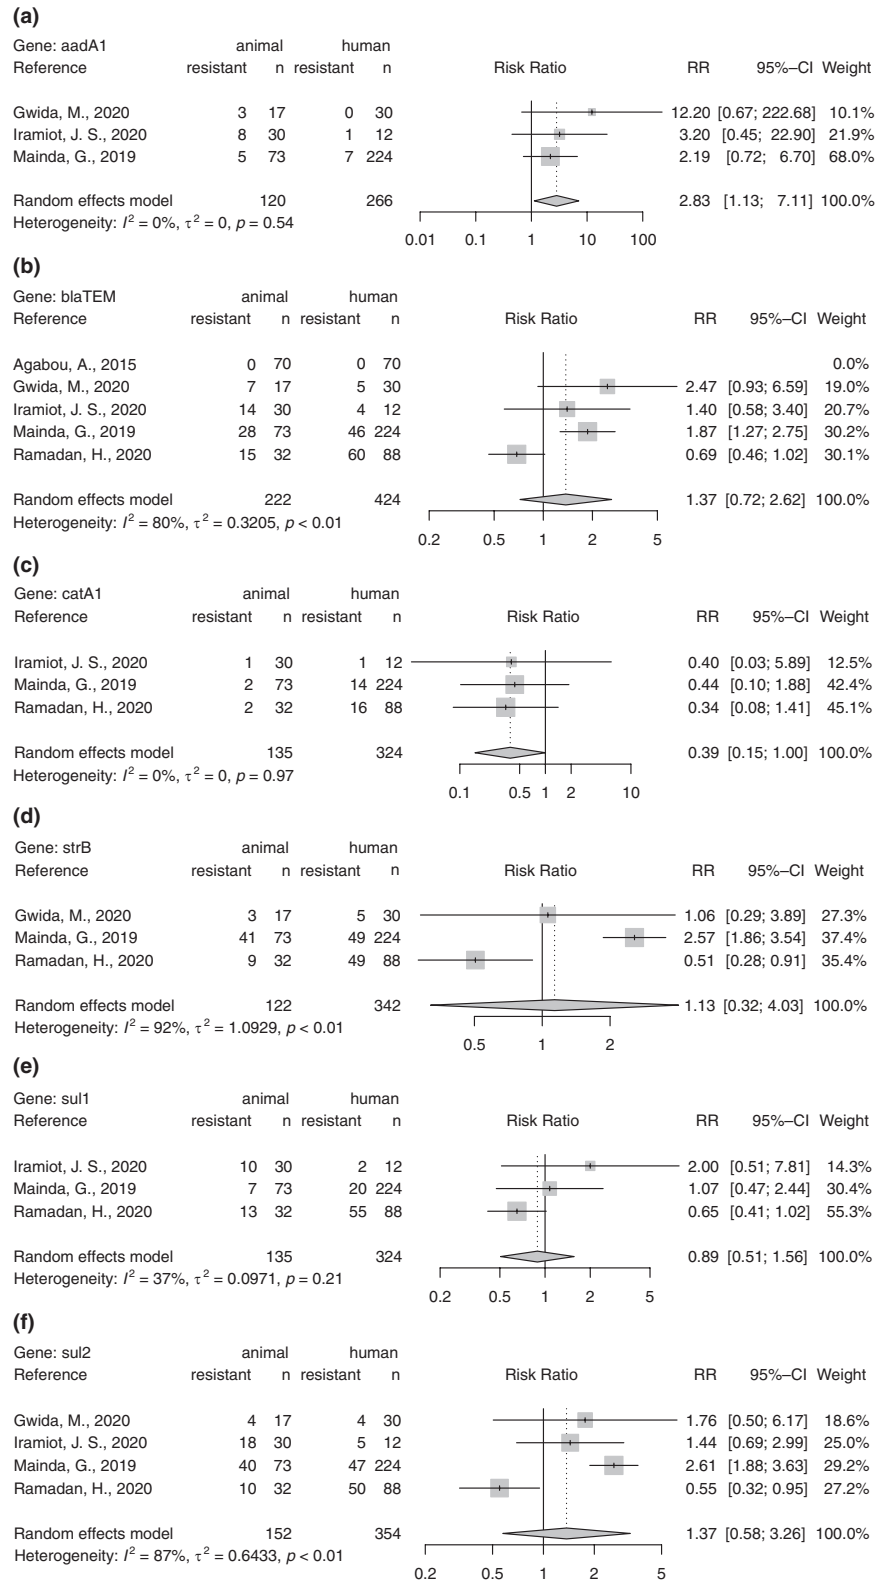 (a)
Gene: aadA1 animal human
Reference resistant n resistant n Risk Ratio RR 95%–CI Weight
Gwida, M., 2020 3 17 0 30 12.20 [0.67; 222.68] 10.1%
Iramiot, J. S., 2020 8 30 1 12 3.20 [0.45; 22.90] 21.9%
Mainda, G., 2019 5 73 7 224 2.19 [0.72; 6.70] 68.0%
Random effects model 120 266 2.83 [1.13; 7.11] 100.0%
Heterogeneity: I² = 0%, τ² = 0, p = 0.54
0.01 0.1 1 10 100
(b)
Gene: blaTEM animal human
Reference resistant n resistant n Risk Ratio RR 95%–CI Weight
Agabou, A., 2015 0 70 0 70 0.0%
Gwida, M., 2020 7 17 5 30 2.47 [0.93; 6.59] 19.0%
Iramiot, J. S., 2020 14 30 4 12 1.40 [0.58; 3.40] 20.7%
Mainda, G., 2019 28 73 46 224 1.87 [1.27; 2.75] 30.2%
Ramadan, H., 2020 15 32 60 88 0.69 [0.46; 1.02] 30.1%
Random effects model 222 424 1.37 [0.72; 2.62] 100.0%
Heterogeneity: I² = 80%, τ² = 0.3205, p < 0.01
0.2 0.5 1 2 5
(c)
Gene: catA1 animal human
Reference resistant n resistant n Risk Ratio RR 95%–CI Weight
Iramiot, J. S., 2020 1 30 1 12 0.40 [0.03; 5.89] 12.5%
Mainda, G., 2019 2 73 14 224 0.44 [0.10; 1.88] 42.4%
Ramadan, H., 2020 2 32 16 88 0.34 [0.08; 1.41] 45.1%
Random effects model 135 324 0.39 [0.15; 1.00] 100.0%
Heterogeneity: I² = 0%, τ² = 0, p = 0.97
0.1 0.5 1 2 10
(d)
Gene: strB animal human
Reference resistant n resistant n Risk Ratio RR 95%–CI Weight
Gwida, M., 2020 3 17 5 30 1.06 [0.29; 3.89] 27.3%
Mainda, G., 2019 41 73 49 224 2.57 [1.86; 3.54] 37.4%
Ramadan, H., 2020 9 32 49 88 0.51 [0.28; 0.91] 35.4%
Random effects model 122 342 1.13 [0.32; 4.03] 100.0%
Heterogeneity: I² = 92%, τ² = 1.0929, p < 0.01
0.5 1 2
(e)
Gene: sul1 animal human
Reference resistant n resistant n Risk Ratio RR 95%–CI Weight
Iramiot, J. S., 2020 10 30 2 12 2.00 [0.51; 7.81] 14.3%
Mainda, G., 2019 7 73 20 224 1.07 [0.47; 2.44] 30.4%
Ramadan, H., 2020 13 32 55 88 0.65 [0.41; 1.02] 55.3%
Random effects model 135 324 0.89 [0.51; 1.56] 100.0%
Heterogeneity: I² = 37%, τ² = 0.0971, p = 0.21
0.2 0.5 1 2 5
(f)
Gene: sul2 animal human
Reference resistant n resistant n Risk Ratio RR 95%–CI Weight
Gwida, M., 2020 4 17 4 30 1.76 [0.50; 6.17] 18.6%
Iramiot, J. S., 2020 18 30 5 12 1.44 [0.69; 2.99] 25.0%
Mainda, G., 2019 40 73 47 224 2.61 [1.88; 3.63] 29.2%
Ramadan, H., 2020 10 32 50 88 0.55 [0.32; 0.95] 27.2%
Random effects model 152 354 1.37 [0.58; 3.26] 100.0%
Heterogeneity: I² = 87%, τ² = 0.6433, p < 0.01
0.2 0.5 1 2 5